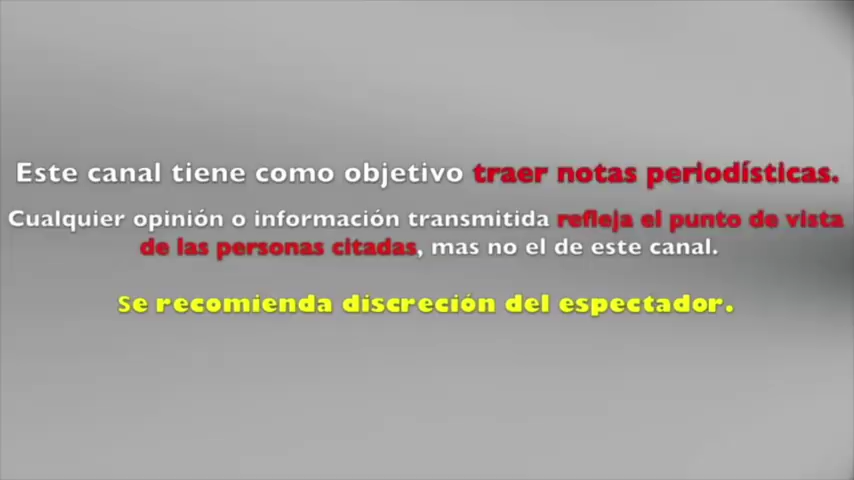 Este canal tiene como objetivo traer notas periodísticas.
Cualquier opinión o información transmitida refleja el punto de vista
de las personas citadas, mas no el de este canal.
Se recomienda discreción del espectador.